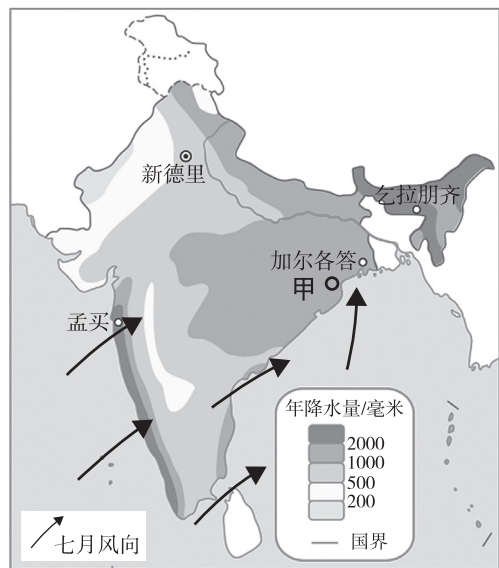 新德里
乞拉朋齐
加尔各答
甲
孟买
年降水量/毫米
2000
1000
500
200
国界
七月风向